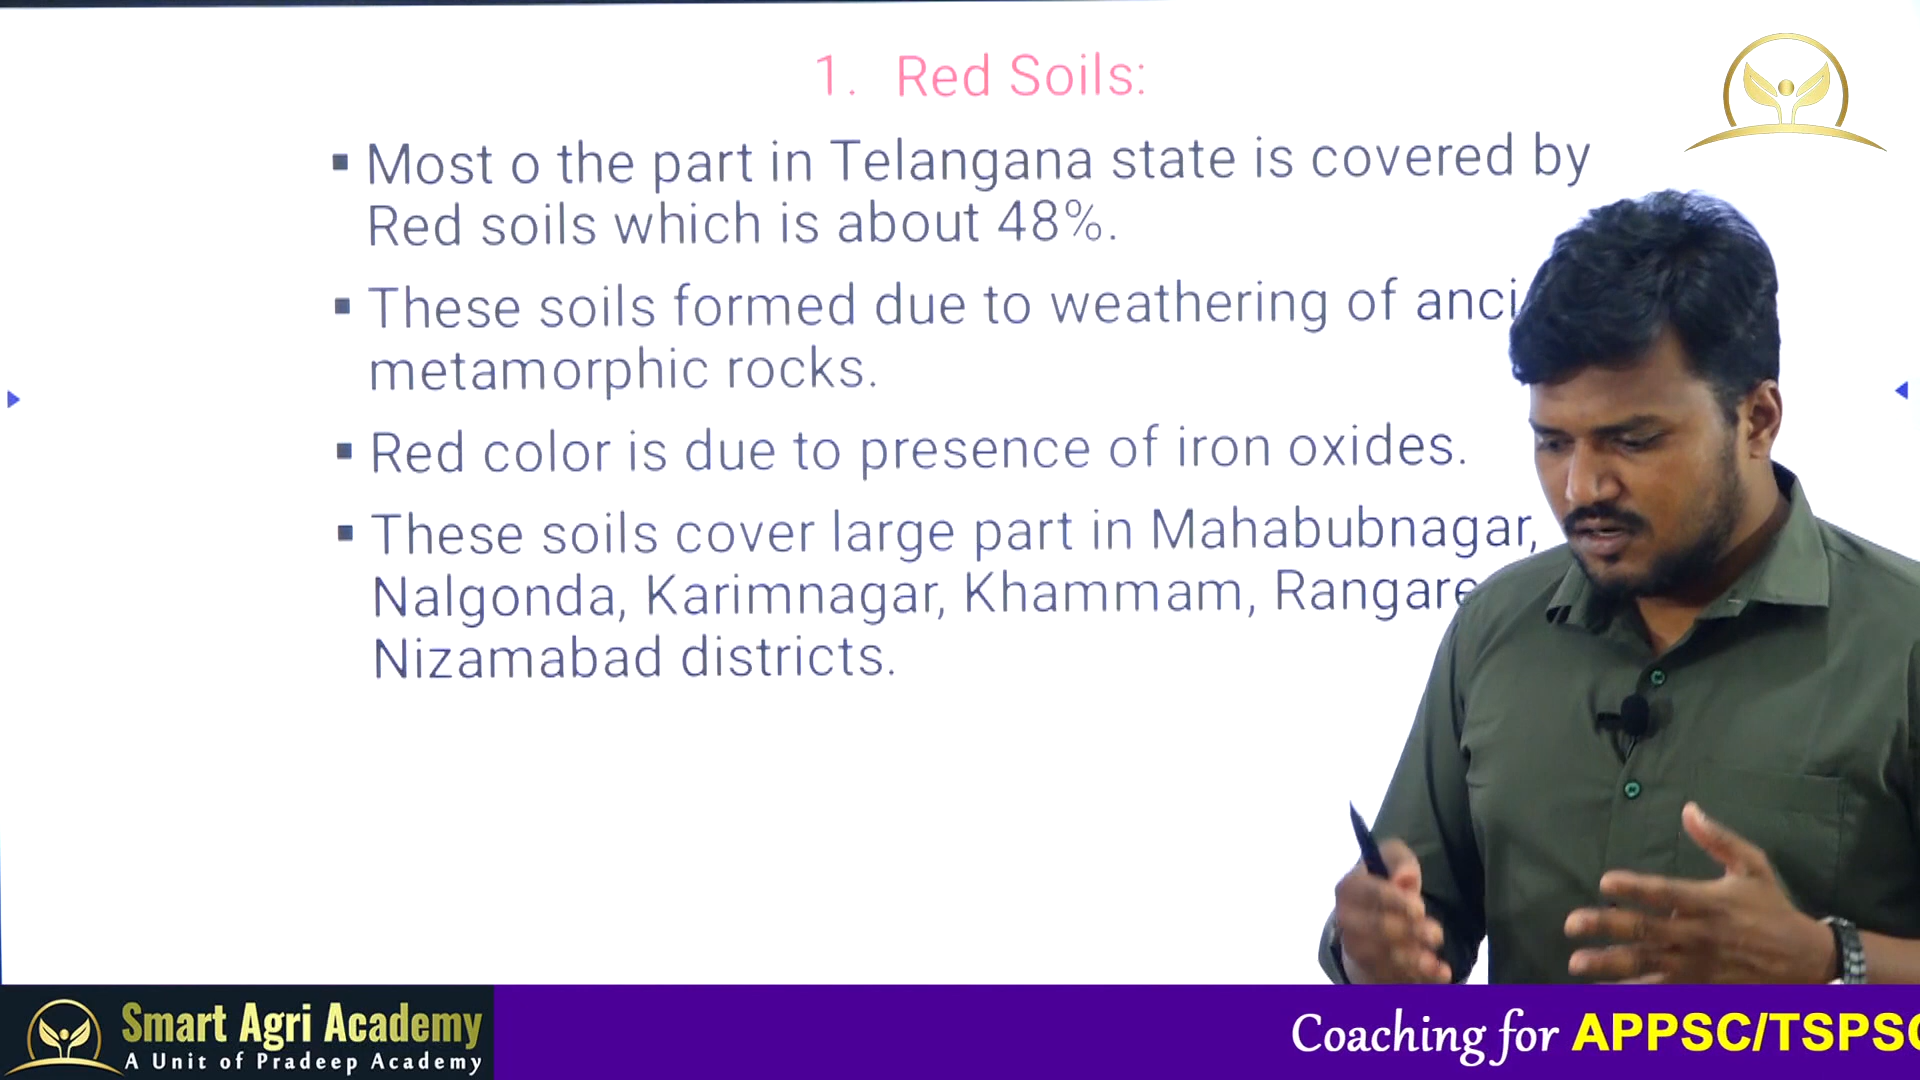 1. Red Soils:
▪ Most o the part in Telangana state is covered by
Red soils which is about 48%.
▪ These soils formed due to weathering of
metamorphic rocks.
▪ Red color is due to presence of iron oxides.
▪ These soils cover large part in Mahabubnagar,
Nalgonda, Karimnagar, Khammam,
Nizamabad districts.
Smart Agri Academy
A Unit of Pradeep Academy
Coaching for APPSC/TSPSC